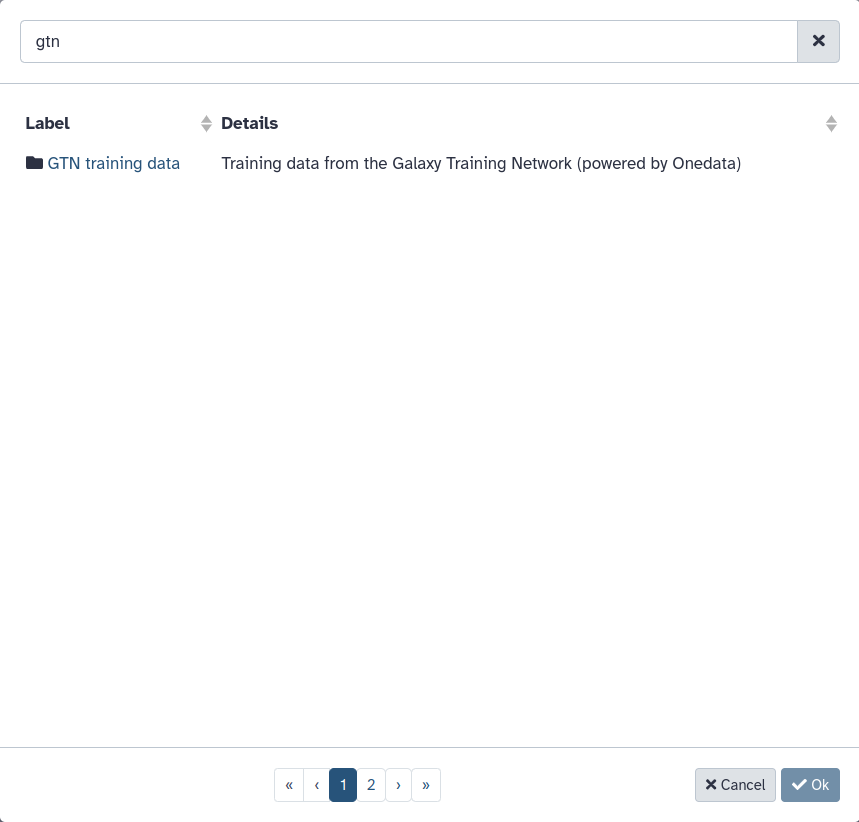 gtn
Label Details
GTN training data Training data from the Galaxy Training Network (powered by Onedata)
« ‹ 1 2 › » Cancel Ok